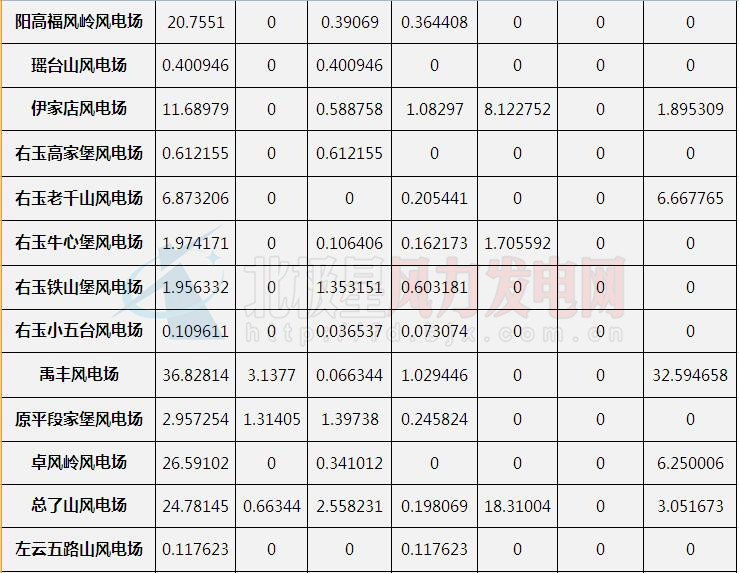 阳高福风岭风电场 20.7551 0 0.39069 0.364408 0 0 0
瑶台山风电场 0.400946 0 0.400946 0 0 0 0
伊家店风电场 11.68979 0 0.588758 1.08297 8.122752 0 1.895309
右玉高家堡风电场 0.612155 0 0.612155 0 0 0 0
右玉老千山风电场 6.873206 0 0 0.205441 0 0 6.667765
右玉牛心堡风电场 1.974171 0 0.106406 0.162173 1.705592 0 0
北极星风力发电网
右玉铁山堡风电场 1.956332 0 1.353151 0.603181 0 0 0
右玉小五台风电场 0.109611 0 0.036537 0.073074 0 0 0
禹丰风电场 36.82814 3.1377 0.066344 1.029446 0 0 32.594658
原平段家堡风电场 2.957254 1.31405 1.39738 0.245824 0 0 0
卓风岭风电场 26.59102 0 0.341012 0 0 0 6.250006
总了山风电场 24.78145 0.66344 2.558231 0.198069 18.31004 0 3.051673
左云五路山风电场 0.117623 0 0 0.117623 0 0 0